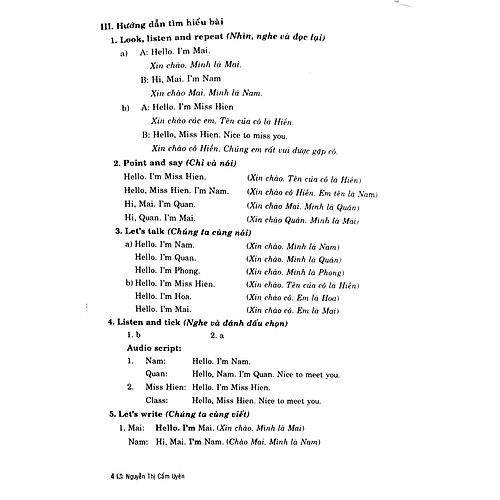 III. Hướng dẫn tìm hiểu bài
1. Look, listen and repeat (Nhìn, nghe và đọc lại)
a) A: Hello. I'm Mai.
Xin chào. Mình là Mai.
B: Hi, Mai. I'm Nam
Xin chào Mai. Mình là Nam.
b) A: Hello. I'm Miss Hien
Xin chào các em. Tên của cô là Hiền.
B: Hello, Miss Hien. Nice to miss you.
Xin chào cô Hiền. Chúng em rất vui được gặp cô.
2. Point and say (Chỉ và nói)
Hello. I'm Miss Hien. (Xin chào. Tên của cô là Hiền)
Hello, Miss Hien. I'm Nam. (Xin chào cô Hiền. Em tên là Nam)
Hi, Mai. I'm Quan. (Xin chào Mai. Mình là Quân)
Hi, Quan. I'm Mai. (Xin chào Quân. Mình là Mai)
3. Let's talk (Chúng ta cùng nói)
a) Hello. I'm Nam. (Xin chào. Mình là Nam)
Hello. I'm Quan. (Xin chào. Mình là Quân)
Hello. I'm Phong. (Xin chào. Mình là Phong)
b) Hello. I'm Miss Hien. (Xin chào. Tên của cô là Hiền)
Hello. I'm Hoa. (Xin chào cô. Em là Hoa)
Hello. I'm Mai. (Xin chào cô. Em là Mai)
4. Listen and tick (Nghe và đánh dấu chọn)
1. b 2. a
Audio script:
1. Nam: Hello. I'm Nam.
Quan: Hello, Nam. I'm Quan. Nice to meet you.
2. Miss Hien: Hello. I'm Miss Hien.
Class: Hello, Miss Hien. Nice to meet you.
5. Let's write (Chúng ta cùng viết)
1. Mai: Hello. I'm Mai. (Xin chào. Mình là Mai)
Nam: Hi, Mai. I'm Nam. (Chào Mai. Mình là Nam)
4 Nguyễn Thị Cẩm Uyên